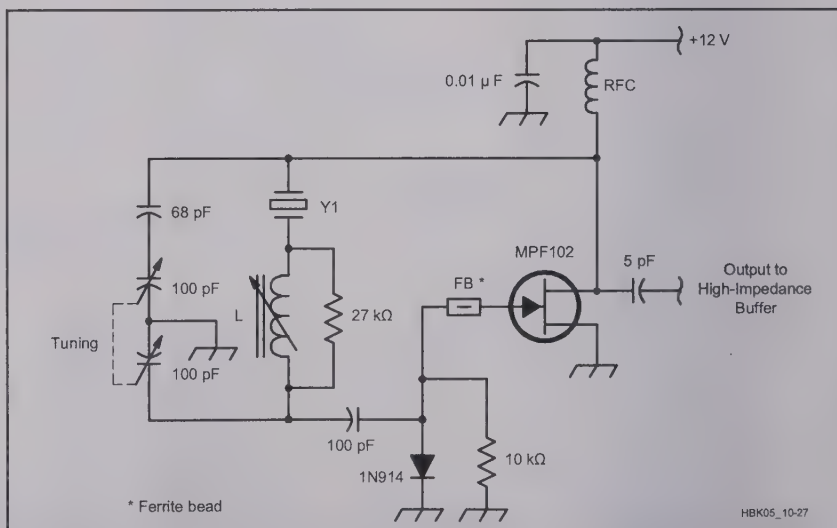 +12 V
0.01 µF
RFC
68 pF
Y1
MPF102
5 pF
100 pF
FB *
Output to
High-Impedance
Buffer
L
27 kΩ
Tuning
100 pF
100 pF
1N914
10 kΩ
* Ferrite bead
HBK05_10-27